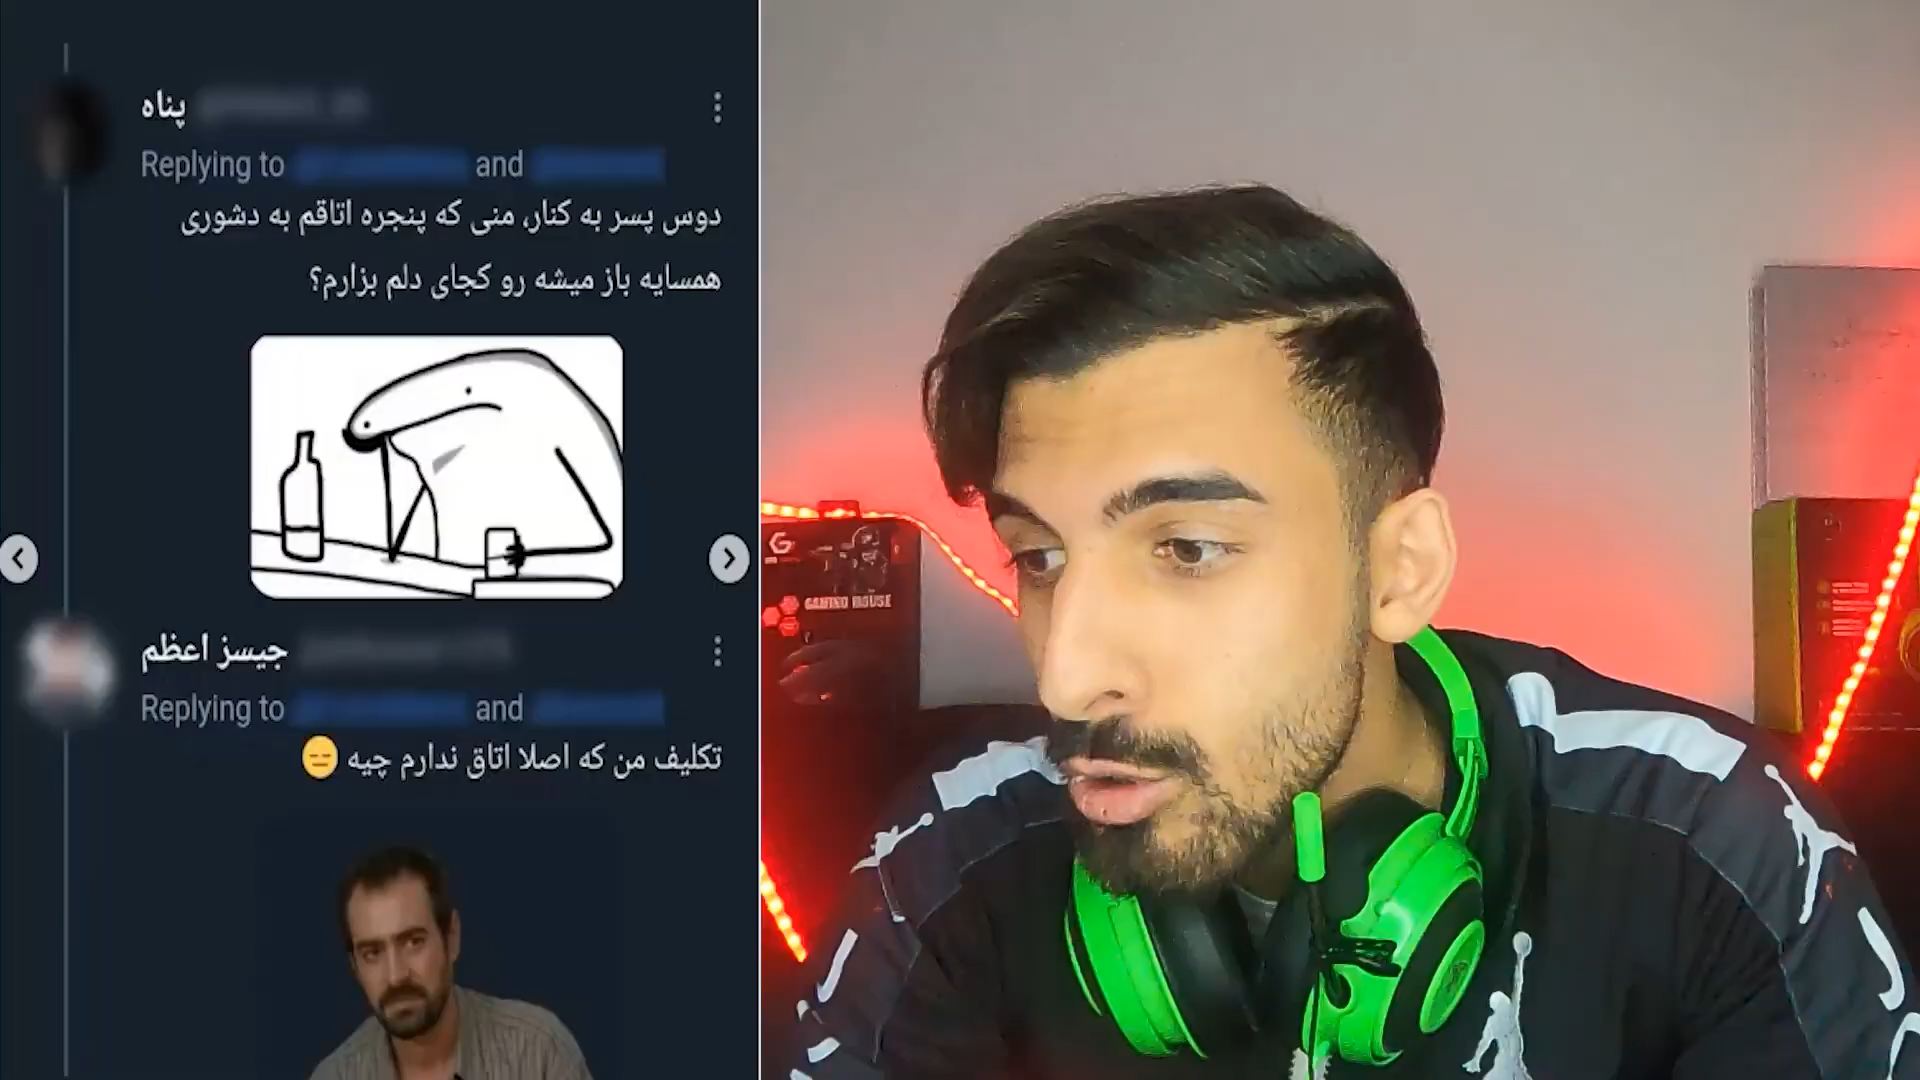 پناه
Replying to and
دوس پسر به کنار، منی که پنجره اتاقم به دشوری
همسایه باز میشه رو کجای دلم بزارم؟
جیسز اعظم
Replying to and
تکلیف من که اصلا اتاق ندارم چیه 😑
GAMING MOUSE